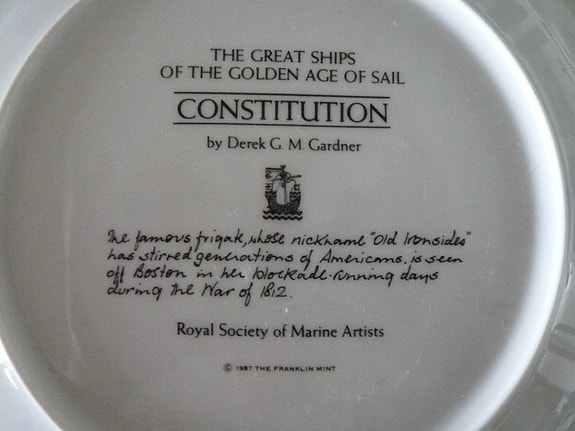 THE GREAT SHIPS
OF THE GOLDEN AGE OF SAIL
CONSTITUTION
by Derek G. M. Gardner
The famous frigate, whose nickname "Old Ironsides"
has stirred generations of Americans, is seen
off Boston in her blockade-running days
during the War of 1812.
Royal Society of Marine Artists
© 1987 THE FRANKLIN MINT